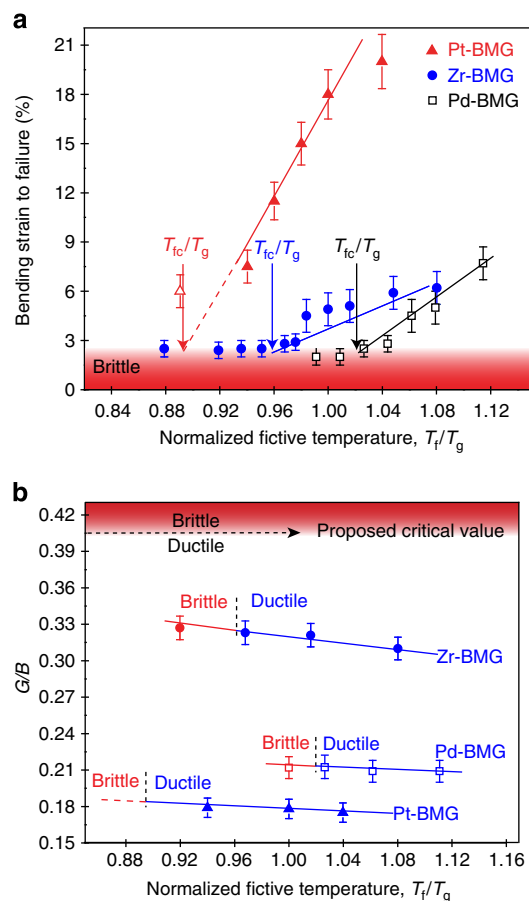 a
21
18
15
12
9
6
3
0
Bending strain to failure (%)
Pt-BMG
Zr-BMG
Pd-BMG
Tfc/Tg
Tfc/Tg
Tfc/Tg
Brittle
0.84 0.88 0.92 0.96 1.00 1.04 1.08 1.12
Normalized fictive temperature, Tf/Tg
b
0.42
0.39
0.36
0.33
0.30
0.27
0.24
0.21
0.18
0.15
G/B
Brittle
Proposed critical value
Ductile
Brittle Ductile
Zr-BMG
Brittle Ductile
Pd-BMG
Brittle Ductile
Pt-BMG
0.88 0.92 0.96 1.00 1.04 1.08 1.12 1.16
Normalized fictive temperature, Tf/Tg